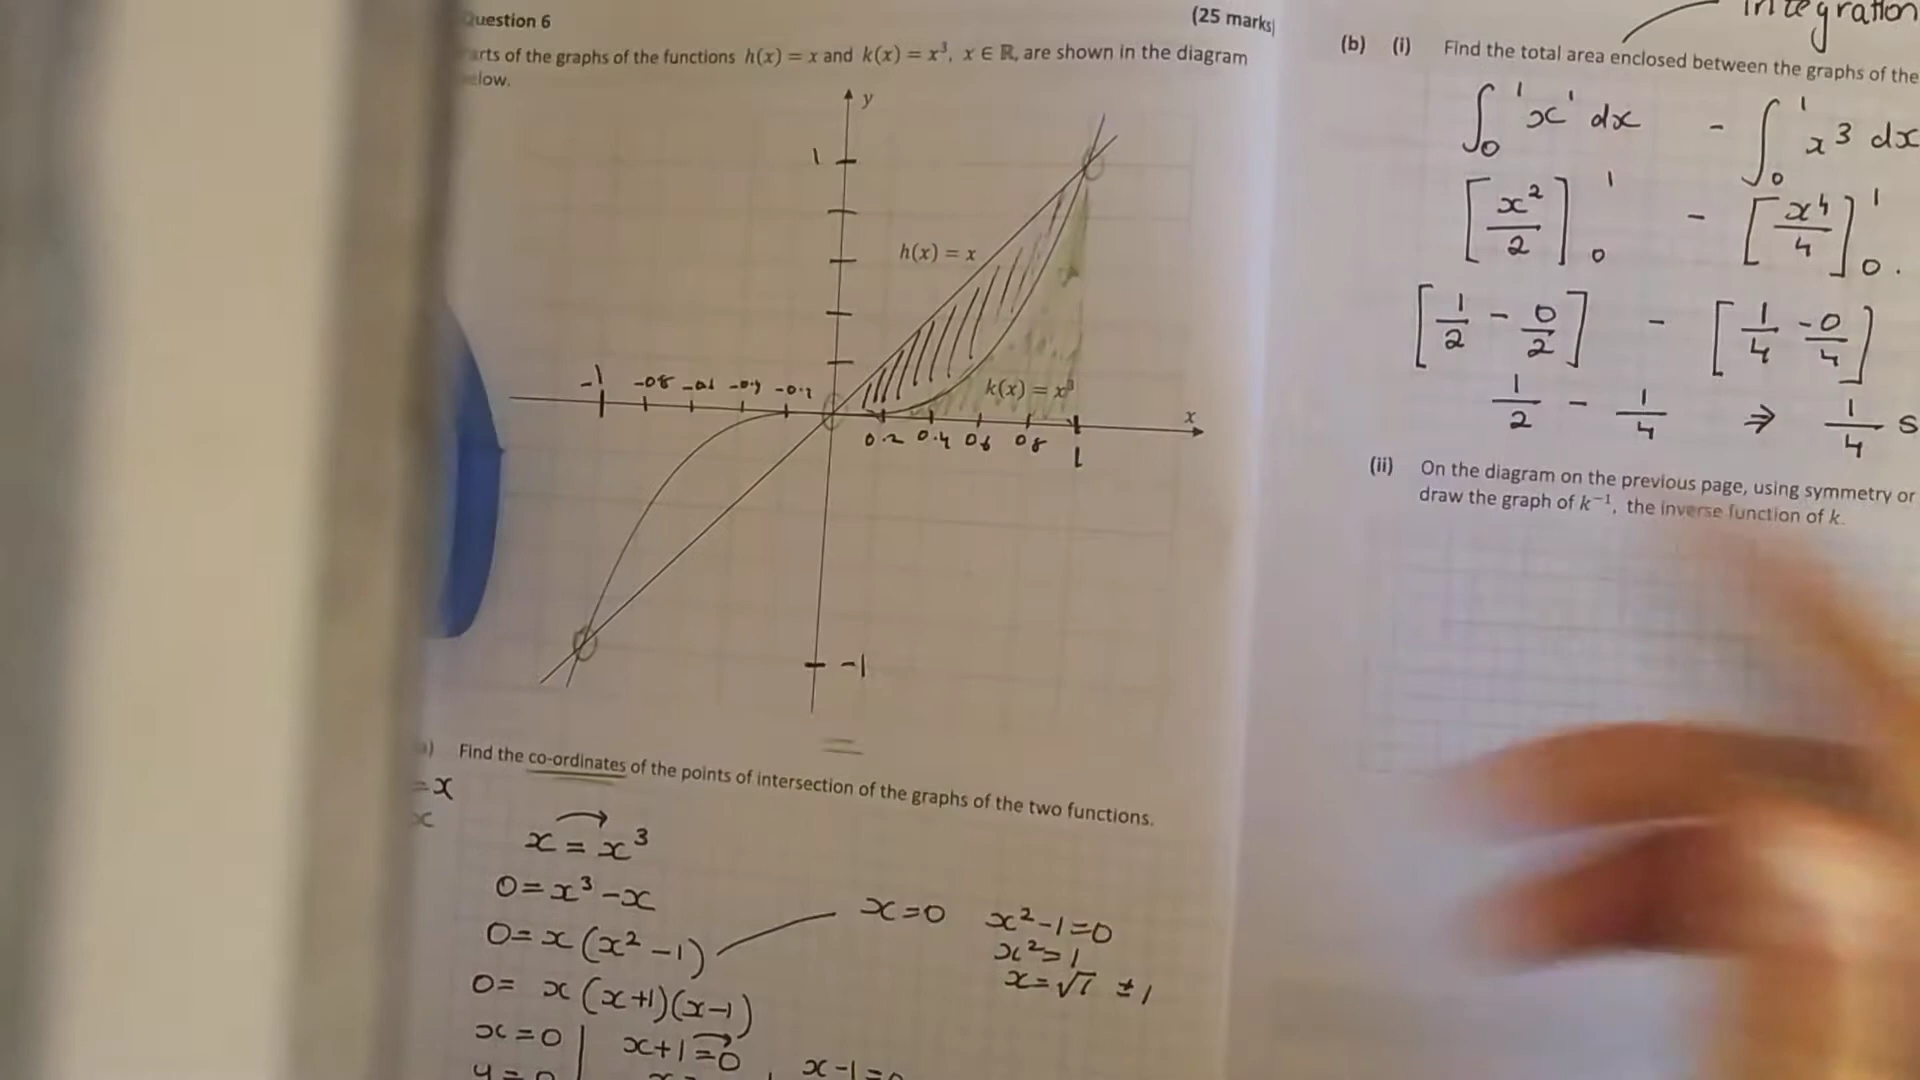 uestion 6
(25 marks)
arts of the graphs of the functions h(x) = x and k(x) = x³, x ∈ ℝ, are shown in the diagram
elow.
y
1
h(x) = x
k(x) = x³
-1 -0.8 -0.6 -0.4 -0.2
0.2 0.4 0.6 0.8 1
x
-1
) Find the co-ordinates of the points of intersection of the graphs of the two functions.
=x
x
x = x³
0 = x³ - x
0 = x(x² - 1)
0 = x(x+1)(x-1)
x = 0 | x+1 = 0
x-1=0
y = 0
x = 0
x² - 1 = 0
x² = 1
x = √1 ± 1
integration
(b) (i) Find the total area enclosed between the graphs of the
∫₀¹ x¹ dx - ∫₀¹ x³ dx
[x²/2]₀¹ - [x⁴/4]₀¹.
[1/2 - 0/2] - [1/4 - 0/4]
1/2 - 1/4 ⇒ 1/4 s
(ii) On the diagram on the previous page, using symmetry or
draw the graph of k⁻¹, the inverse function of k.